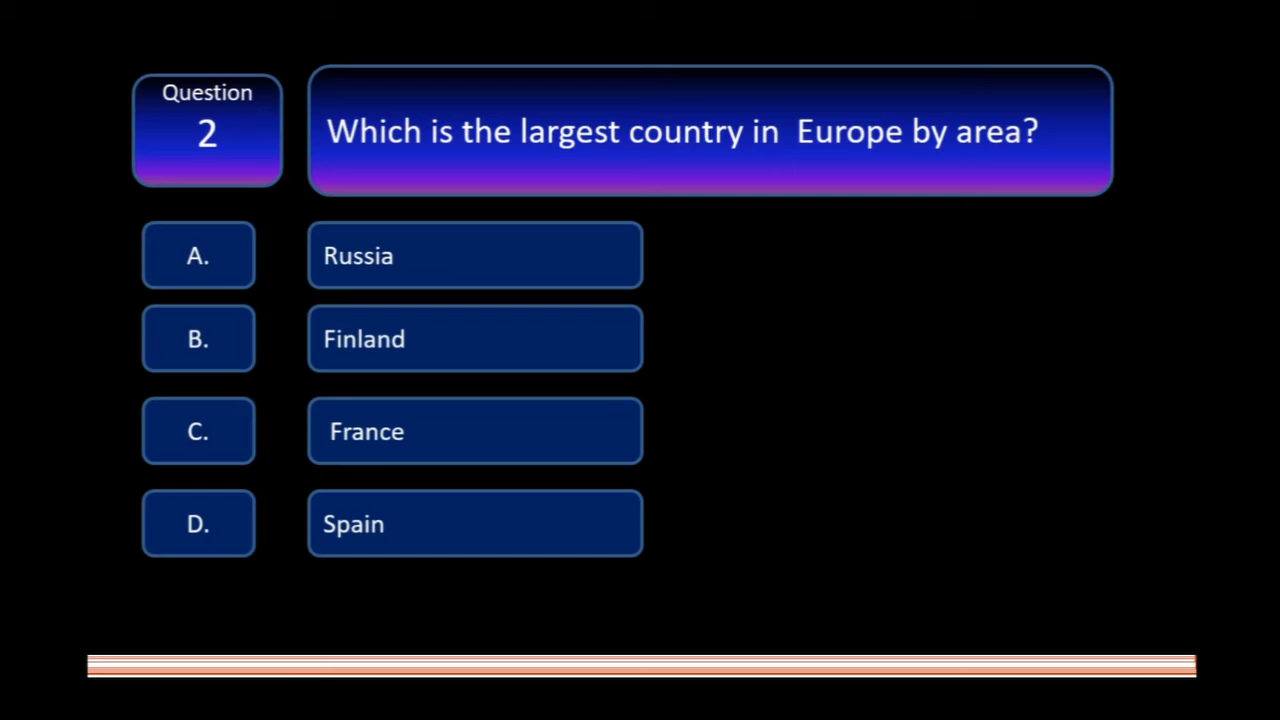 Question
2
Which is the largest country in  Europe by area?
A.
Russia
B.
Finland
C.
France
D.
Spain